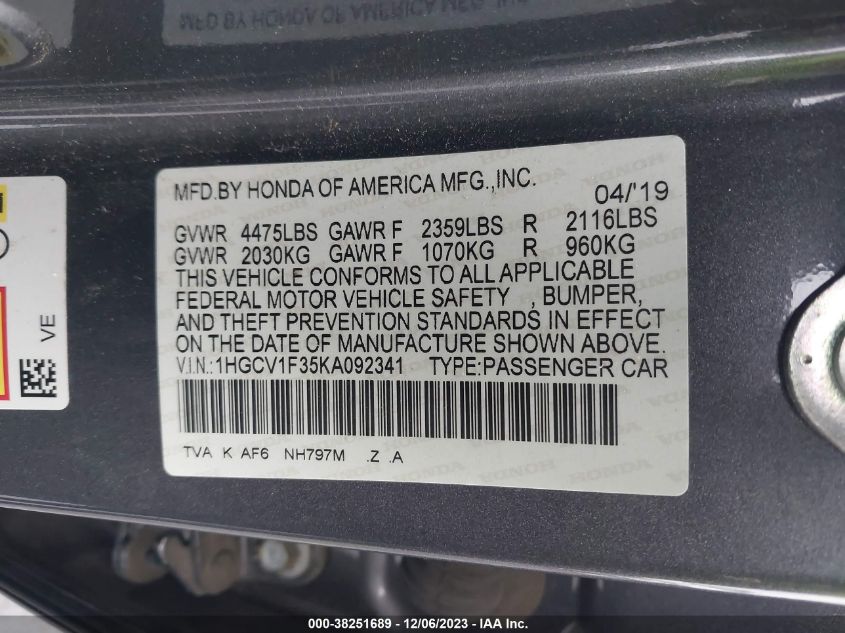 MFD.BY HONDA OF AMERICA MFG.,INC. 04/'19
GVWR 4475LBS GAWR F 2359LBS R 2116LBS
GVWR 2030KG GAWR F 1070KG R 960KG
THIS VEHICLE CONFORMS TO ALL APPLICABLE
FEDERAL MOTOR VEHICLE SAFETY , BUMPER,
AND THEFT PREVENTION STANDARDS IN EFFECT
ON THE DATE OF MANUFACTURE SHOWN ABOVE.
V.I.N.:1HGCV1F35KA092341 TYPE:PASSENGER CAR
TVA K AF6 NH797M .Z .A
VE
000-38251689 - 12/06/2023 - IAA Inc.